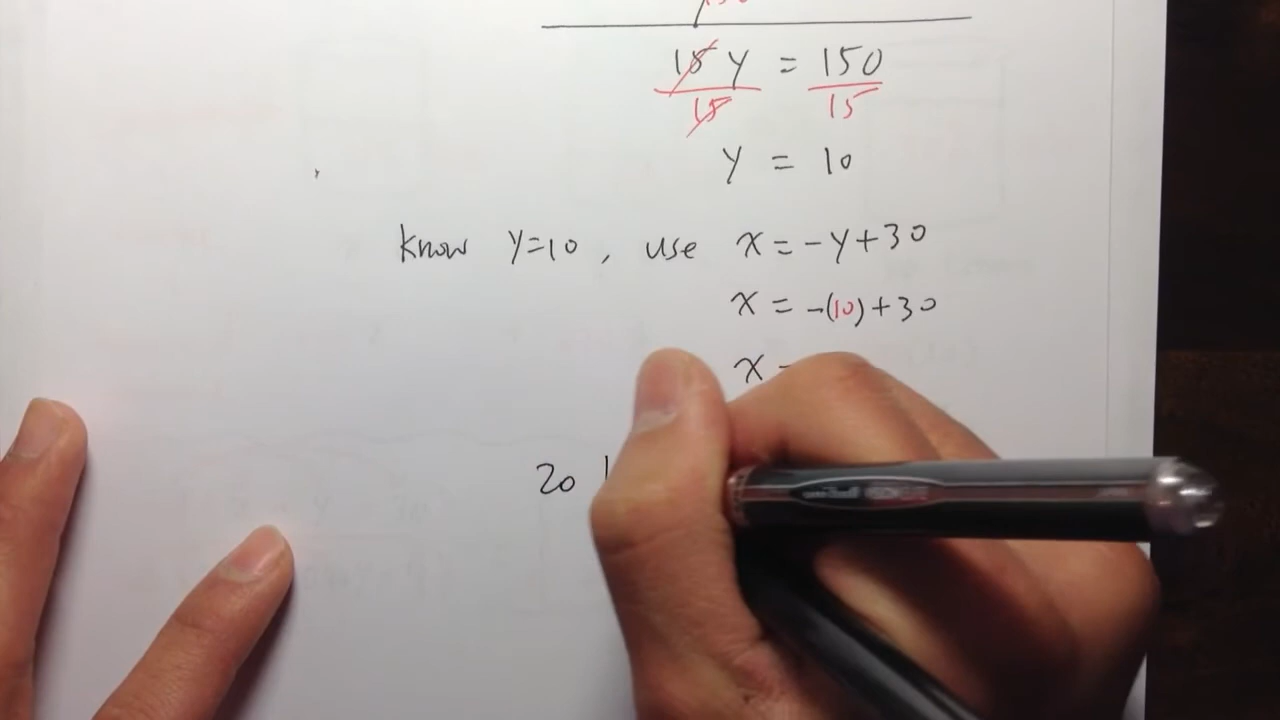 15y = 150
15 15
y = 10
know y=10, use x = -y+30
x = -(10)+30
x
20